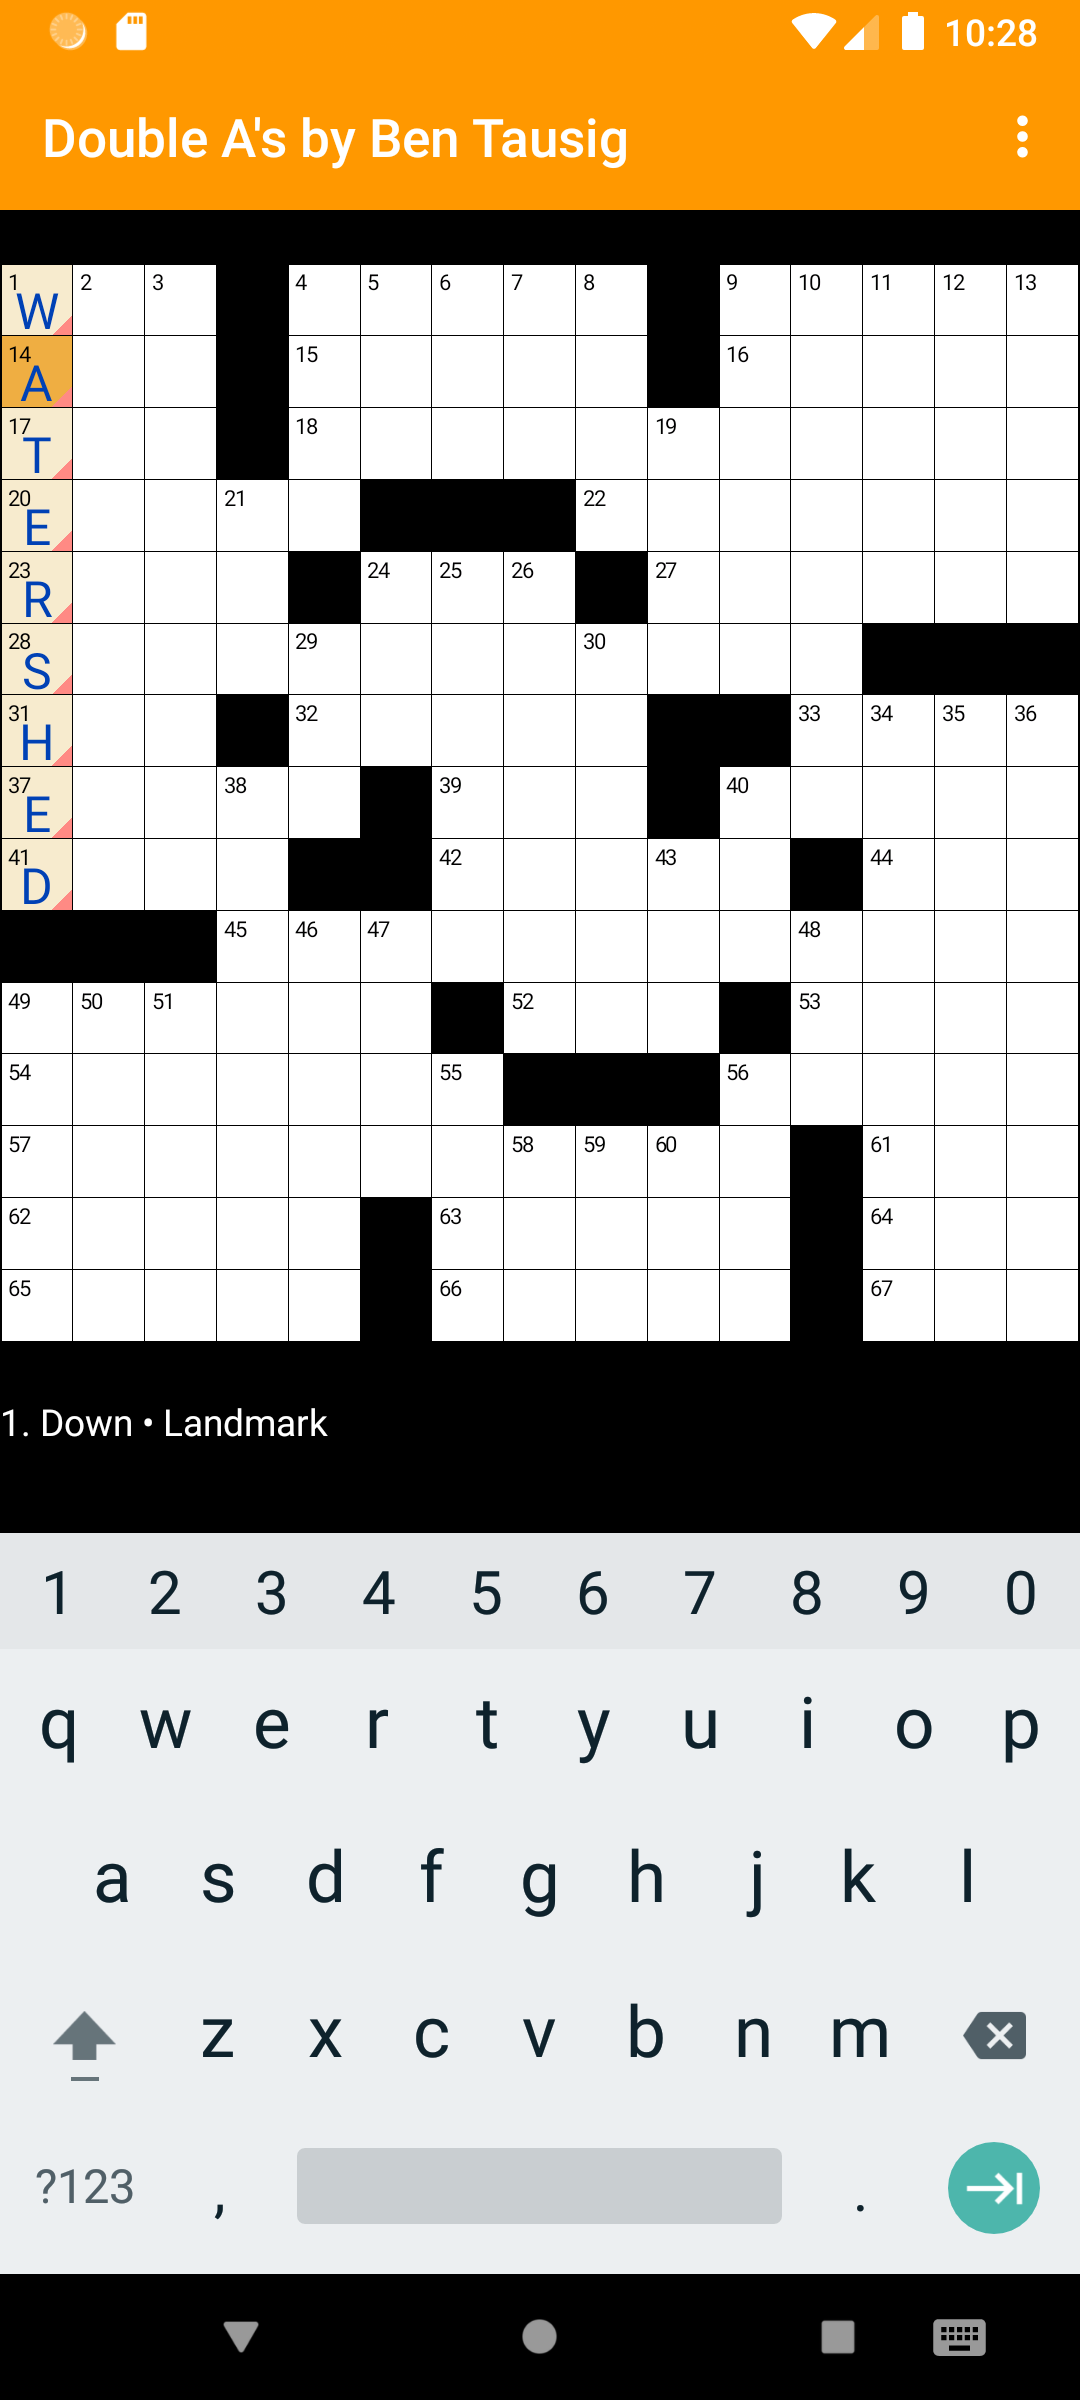 10:28
Double A's by Ben Tausig
1 W 2 3 4 5 6 7 8 9 10 11 12 13
14 A 15 16
17 T 18 19
20 E 21 22
23 R 24 25 26 27
28 S 29 30
31 H 32 33 34 35 36
37 E 38 39 40
41 D 42 43 44
45 46 47 48
49 50 51 52 53
54 55 56
57 58 59 60 61
62 63 64
65 66 67
1. Down • Landmark
1 2 3 4 5 6 7 8 9 0
q w e r t y u i o p
a s d f g h j k l
z x c v b n m
?123 , .